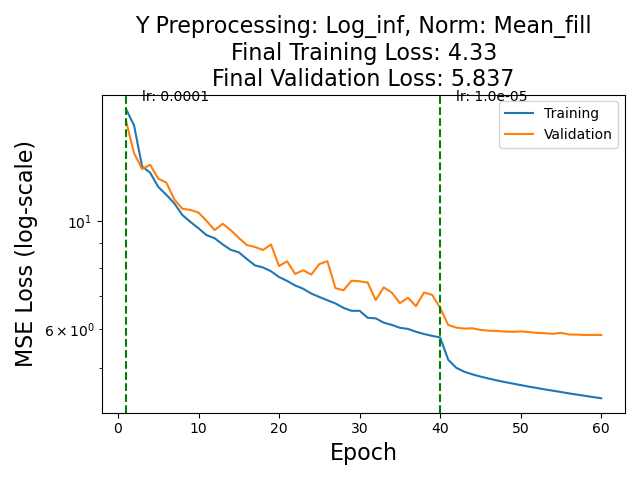 Y Preprocessing: Log_inf, Norm: Mean_fill
Final Training Loss: 4.33
Final Validation Loss: 5.837
lr: 0.0001
lr: 1.0e-05
Training
Validation
MSE Loss (log-scale)
10¹
6 × 10⁰
0 10 20 30 40 50 60
Epoch